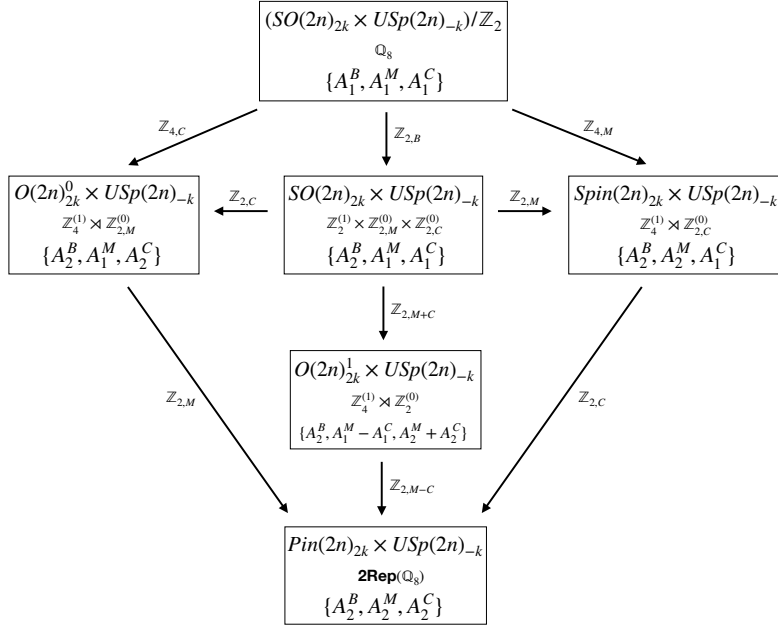 (SO(2n)_{2k} × USp(2n)_{−k})/ℤ_2
ℚ_8
{A_1^B, A_1^M, A_1^C}
ℤ_{4,C}
ℤ_{2,B}
ℤ_{4,M}
O(2n)^0_{2k} × USp(2n)_{−k}
ℤ_4^{(1)} ⋊ ℤ_{2,M}^{(0)}
{A_2^B, A_1^M, A_2^C}
ℤ_{2,C}
SO(2n)_{2k} × USp(2n)_{−k}
ℤ_2^{(1)} × ℤ_{2,M}^{(0)} × ℤ_{2,C}^{(0)}
{A_2^B, A_1^M, A_1^C}
ℤ_{2,M}
Spin(2n)_{2k} × USp(2n)_{−k}
ℤ_4^{(1)} ⋊ ℤ_{2,C}^{(0)}
{A_2^B, A_2^M, A_1^C}
ℤ_{2,M+C}
O(2n)^1_{2k} × USp(2n)_{−k}
ℤ_4^{(1)} ⋊ ℤ_2^{(0)}
{A_2^B, A_1^M − A_1^C, A_2^M + A_2^C}
ℤ_{2,M}
ℤ_{2,C}
ℤ_{2,M−C}
Pin(2n)_{2k} × USp(2n)_{−k}
2Rep(ℚ_8)
{A_2^B, A_2^M, A_2^C}